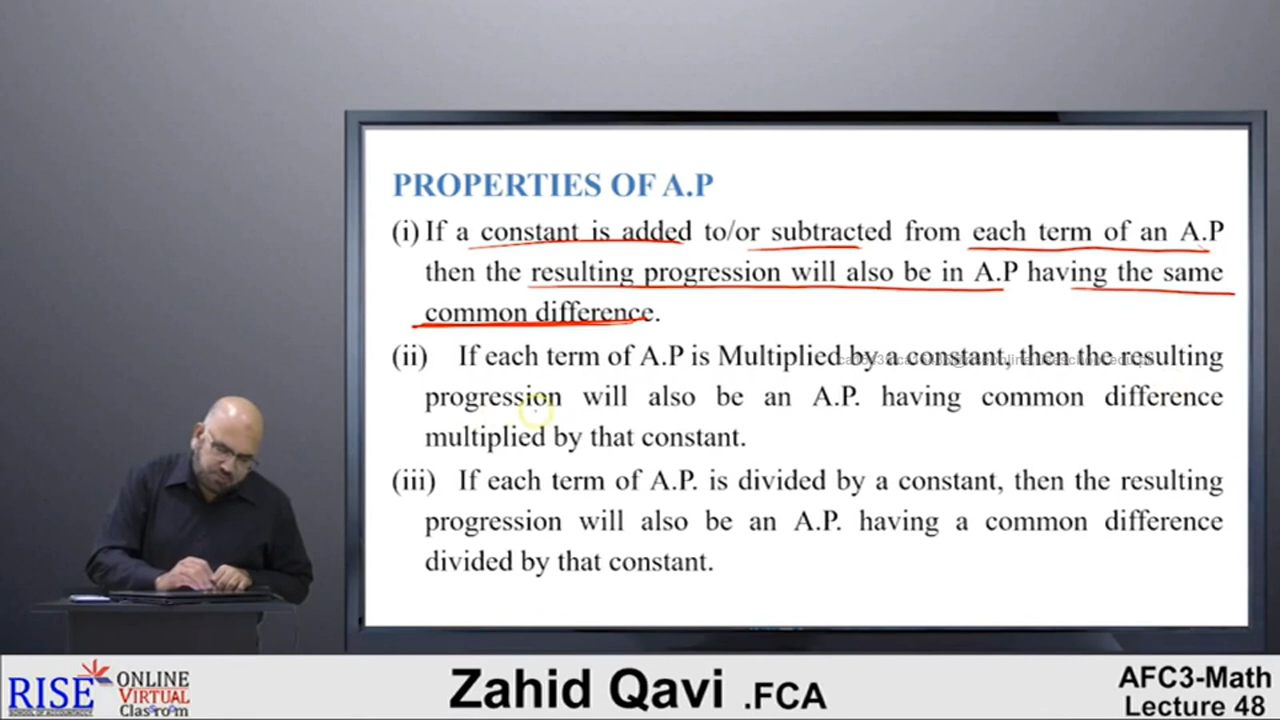 PROPERTIES OF A.P
(i) If a constant is added to/or subtracted from each term of an A.P
then the resulting progression will also be in A.P having the same
common difference.
(ii) If each term of A.P is Multiplied by a constant, then the resulting
progression will also be an A.P. having common difference
multiplied by that constant.
(iii) If each term of A.P. is divided by a constant, then the resulting
progression will also be an A.P. having a common difference
divided by that constant.
RISE
SCHOOL OF ACCOUNTANCY
ONLINE
VIRTUAL
Classroom
Zahid Qavi .FCA
AFC3-Math
Lecture 48